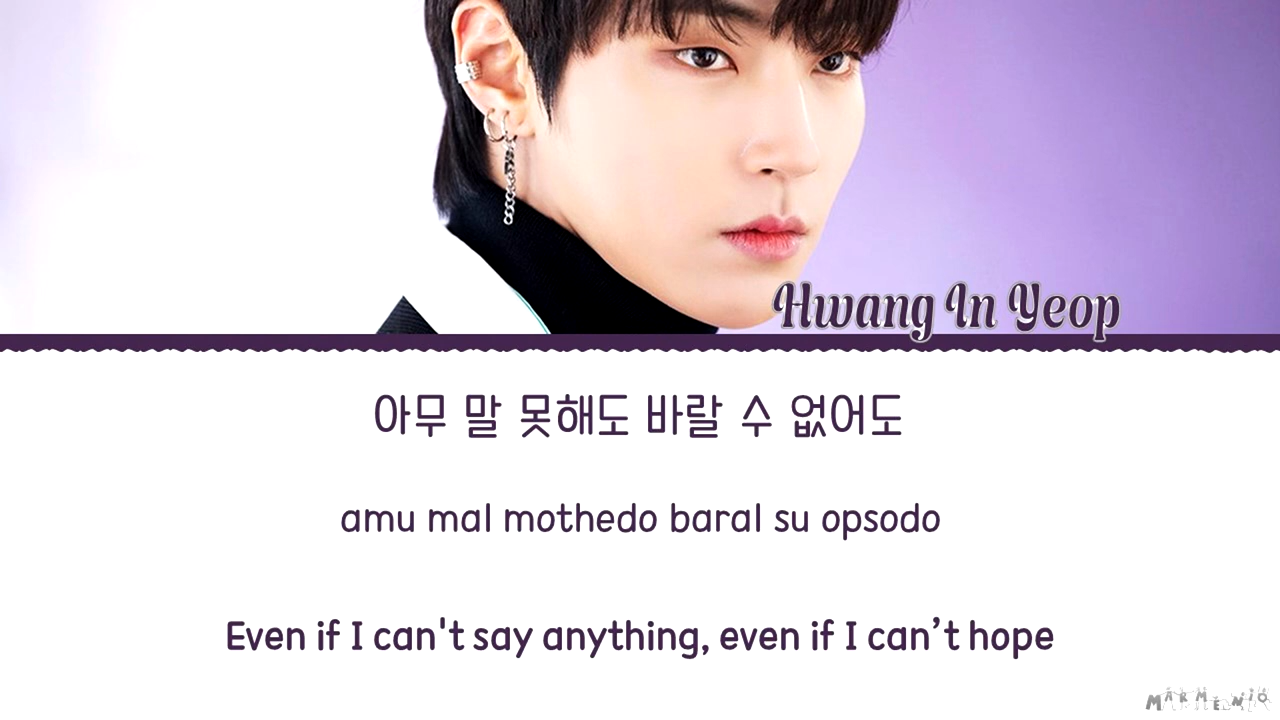 Hwang In Yeop
아무 말 못해도 바랄 수 없어도
amu mal mothedo baral su opsodo
Even if I can't say anything, even if I can’t hope
MARMENIO